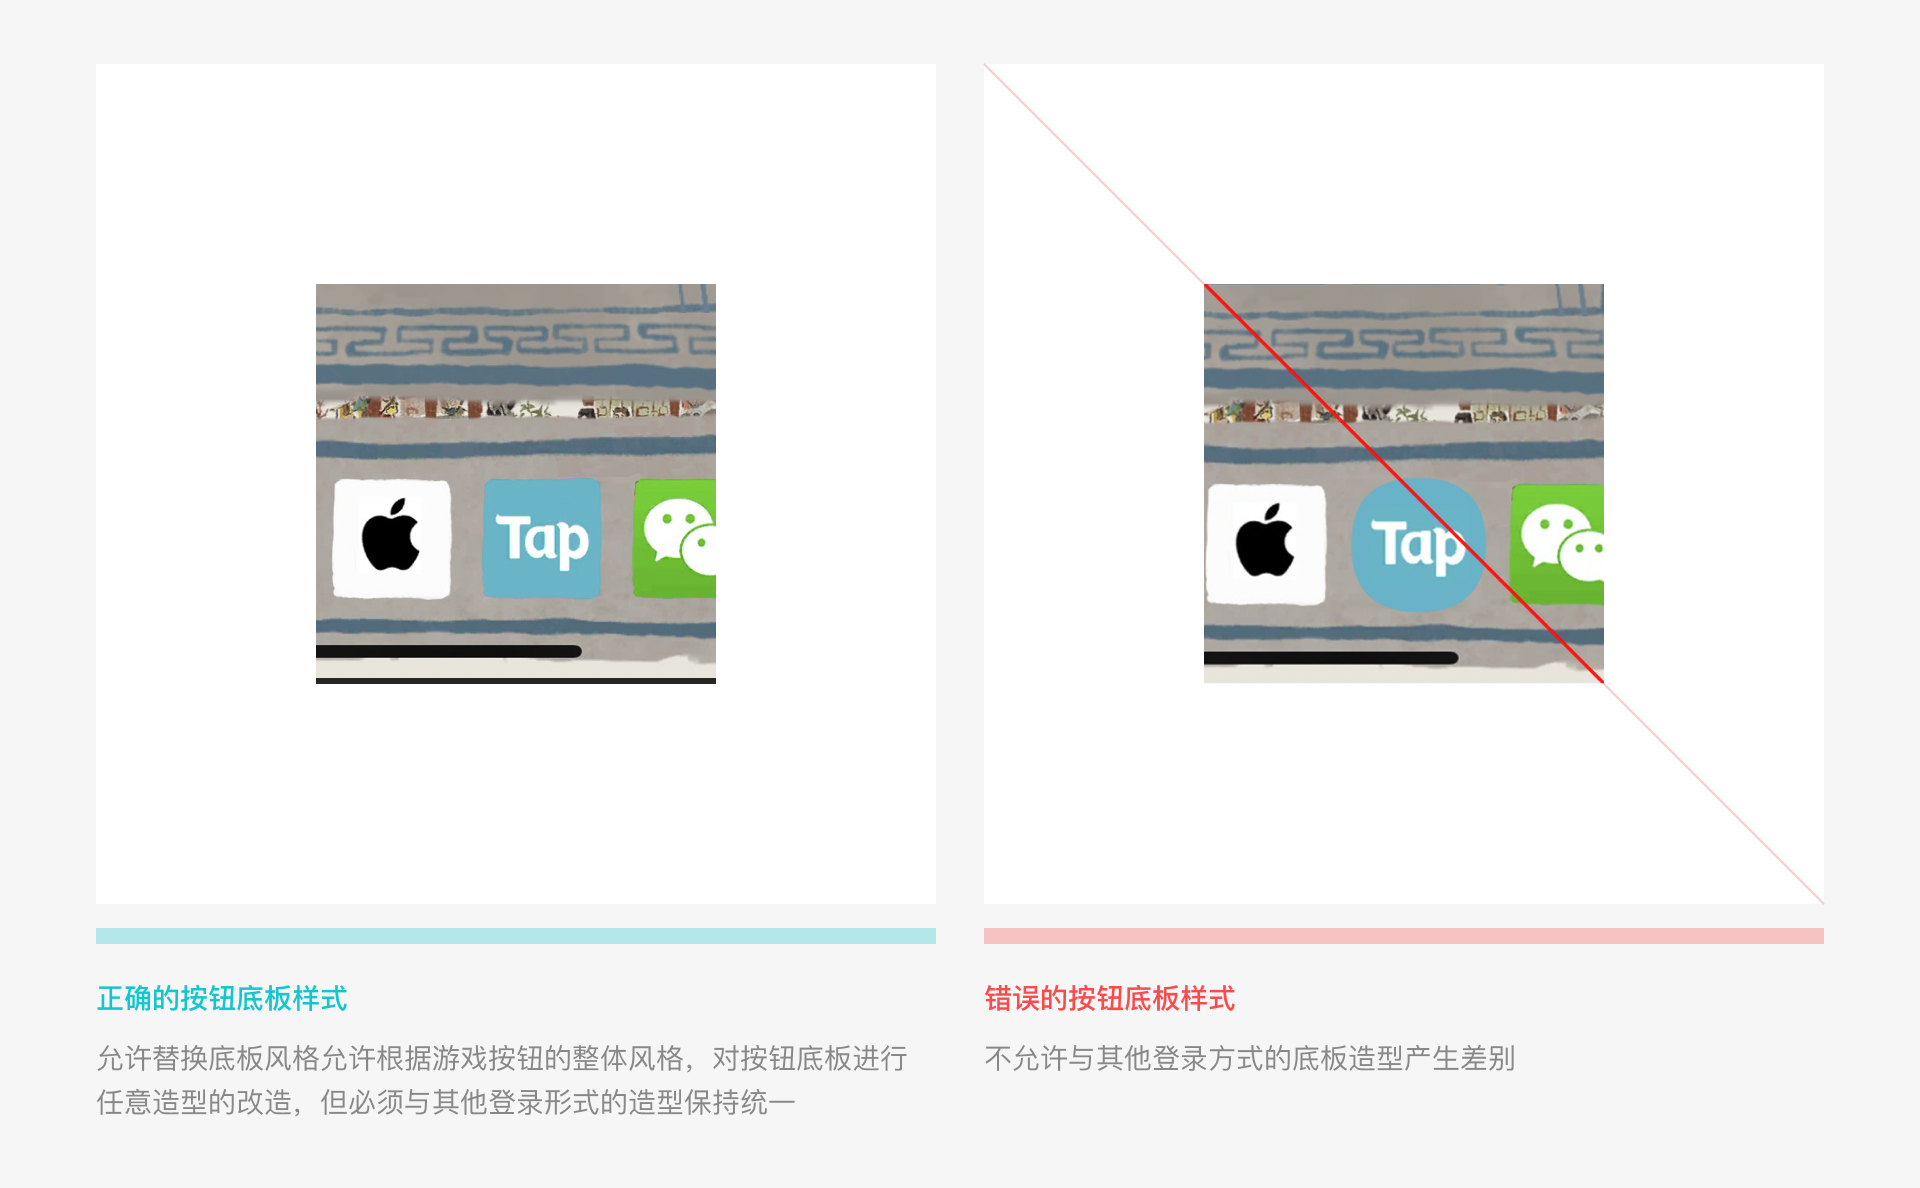 Tap
Tap
正确的按钮底板样式
允许替换底板风格允许根据游戏按钮的整体风格，对按钮底板进行
任意造型的改造，但必须与其他登录形式的造型保持统一
错误的按钮底板样式
不允许与其他登录方式的底板造型产生差别